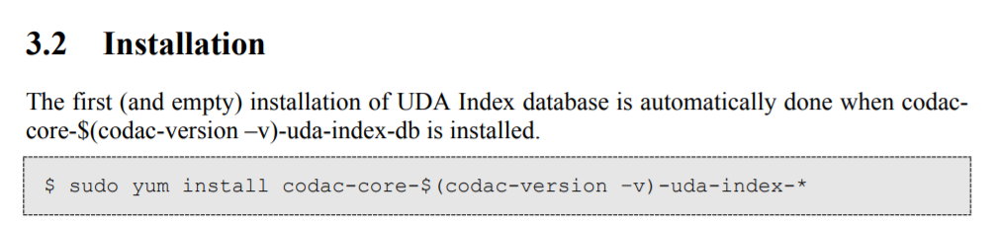 3.2 Installation
The first (and empty) installation of UDA Index database is automatically done when codac-
core-$(codac-version –v)-uda-index-db is installed.
$ sudo yum install codac-core-$(codac-version –v)-uda-index-*